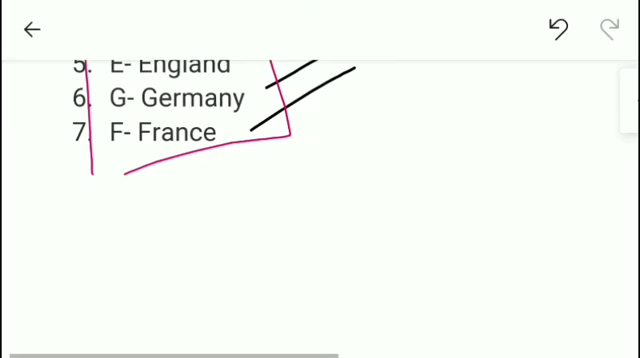 5. E- England
6. G- Germany
7. F- France